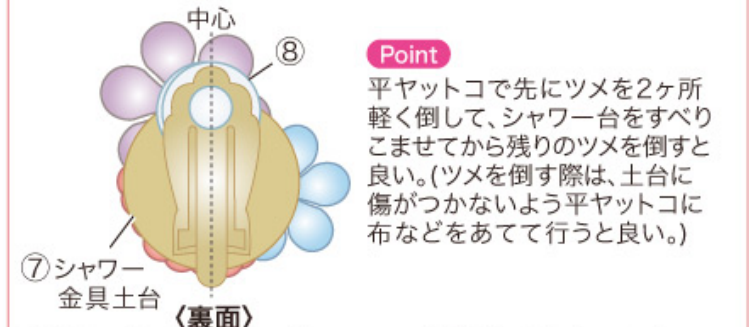 中心
⑧
Point
平ヤットコで先にツメを2ヶ所
軽く倒して、シャワー台をすべり
こませてから残りのツメを倒すと
良い。(ツメを倒す際は、土台に
傷がつかないよう平ヤットコに
布などをあてて行うと良い。)
⑦シャワー
金具土台
〈裏面〉